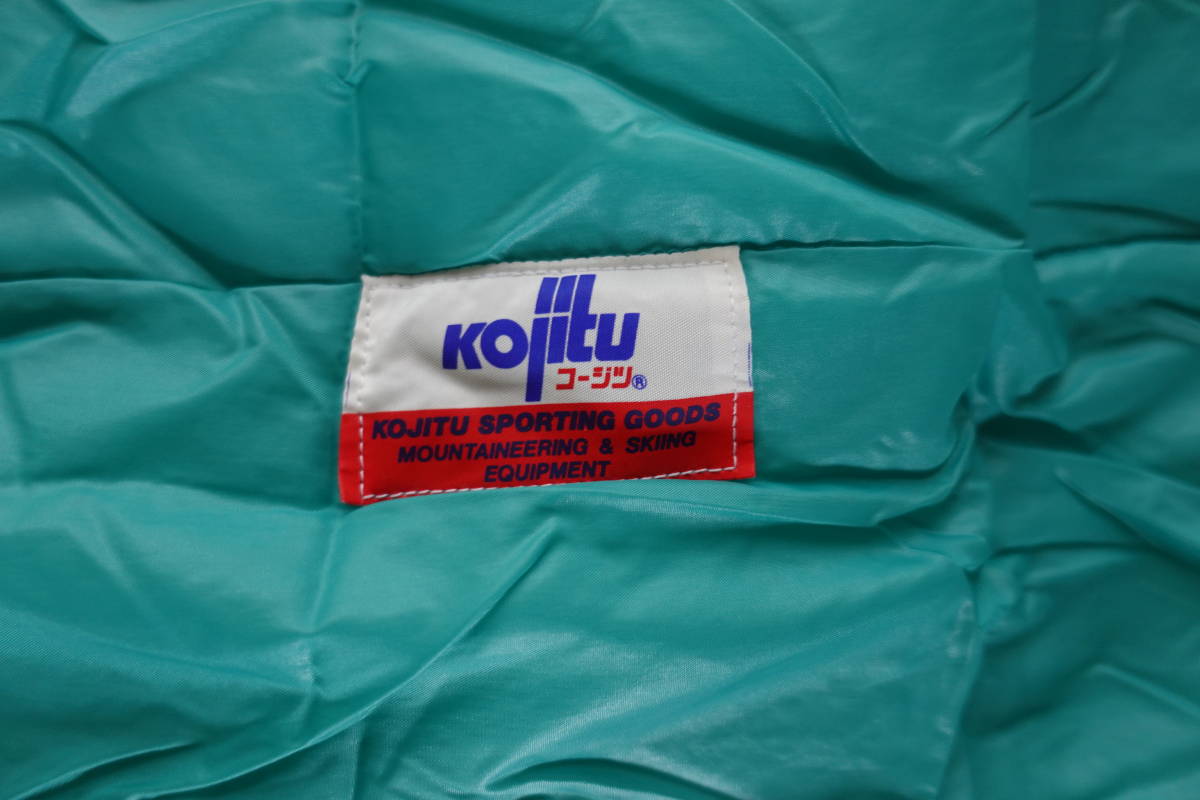 Kojitu
コージツ®
KOJITU SPORTING GOODS
MOUNTAINEERING & SKIING
EQUIPMENT